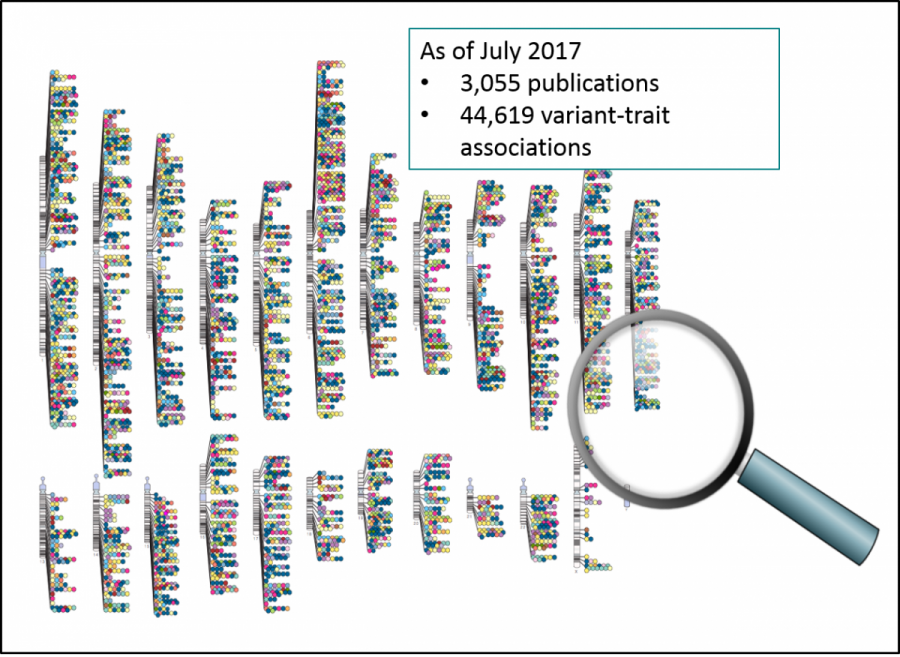 As of July 2017
• 3,055 publications
• 44,619 variant-trait
associations